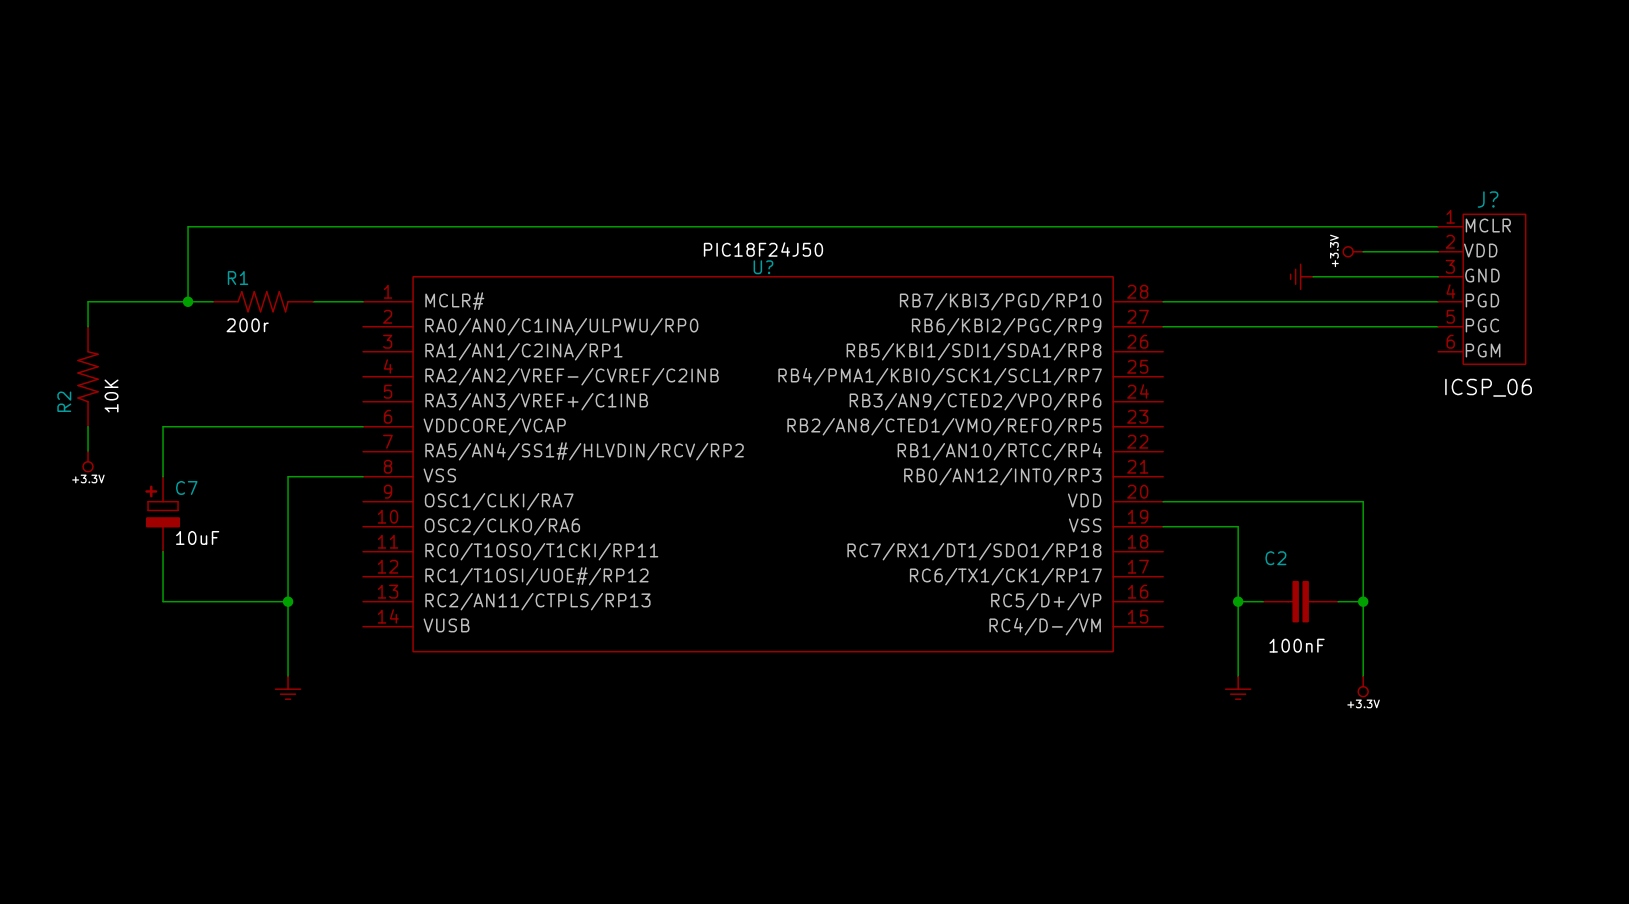 J?
1 MCLR
2 VDD
+3.3V
3 GND
4 PGD
5 PGC
6 PGM
ICSP_06
PIC18F24J50
U?
R1
200r
R2
10K
+3.3V
C7
+
10uF
1 MCLR#
2 RA0/AN0/C1INA/ULPWU/RP0
3 RA1/AN1/C2INA/RP1
4 RA2/AN2/VREF-/CVREF/C2INB
5 RA3/AN3/VREF+/C1INB
6 VDDCORE/VCAP
7 RA5/AN4/SS1#/HLVDIN/RCV/RP2
8 VSS
9 OSC1/CLKI/RA7
10 OSC2/CLKO/RA6
11 RC0/T1OSO/T1CKI/RP11
12 RC1/T1OSI/UOE#/RP12
13 RC2/AN11/CTPLS/RP13
14 VUSB
RB7/KBI3/PGD/RP10 28
RB6/KBI2/PGC/RP9 27
RB5/KBI1/SDI1/SDA1/RP8 26
RB4/PMA1/KBI0/SCK1/SCL1/RP7 25
RB3/AN9/CTED2/VPO/RP6 24
RB2/AN8/CTED1/VMO/REFO/RP5 23
RB1/AN10/RTCC/RP4 22
RB0/AN12/INT0/RP3 21
VDD 20
VSS 19
RC7/RX1/DT1/SDO1/RP18 18
RC6/TX1/CK1/RP17 17
RC5/D+/VP 16
RC4/D-/VM 15
C2
100nF
+3.3V